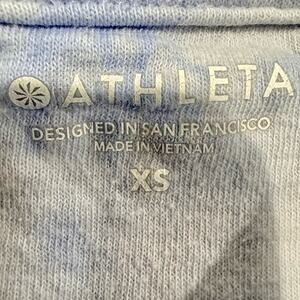 ATHLETA
DESIGNED IN SAN FRANCISCO
MADE IN VIETNAM
XS